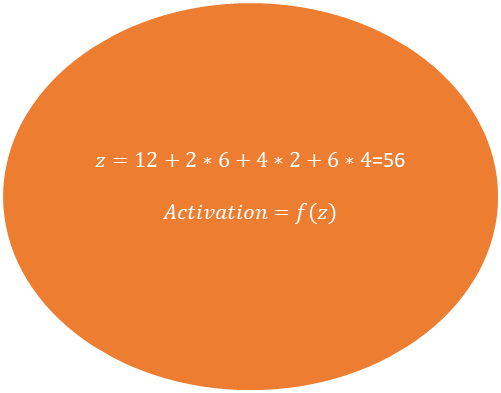 z = 12 + 2 ∗ 6 + 4 ∗ 2 + 6 ∗ 4=56
Activation = f(z)